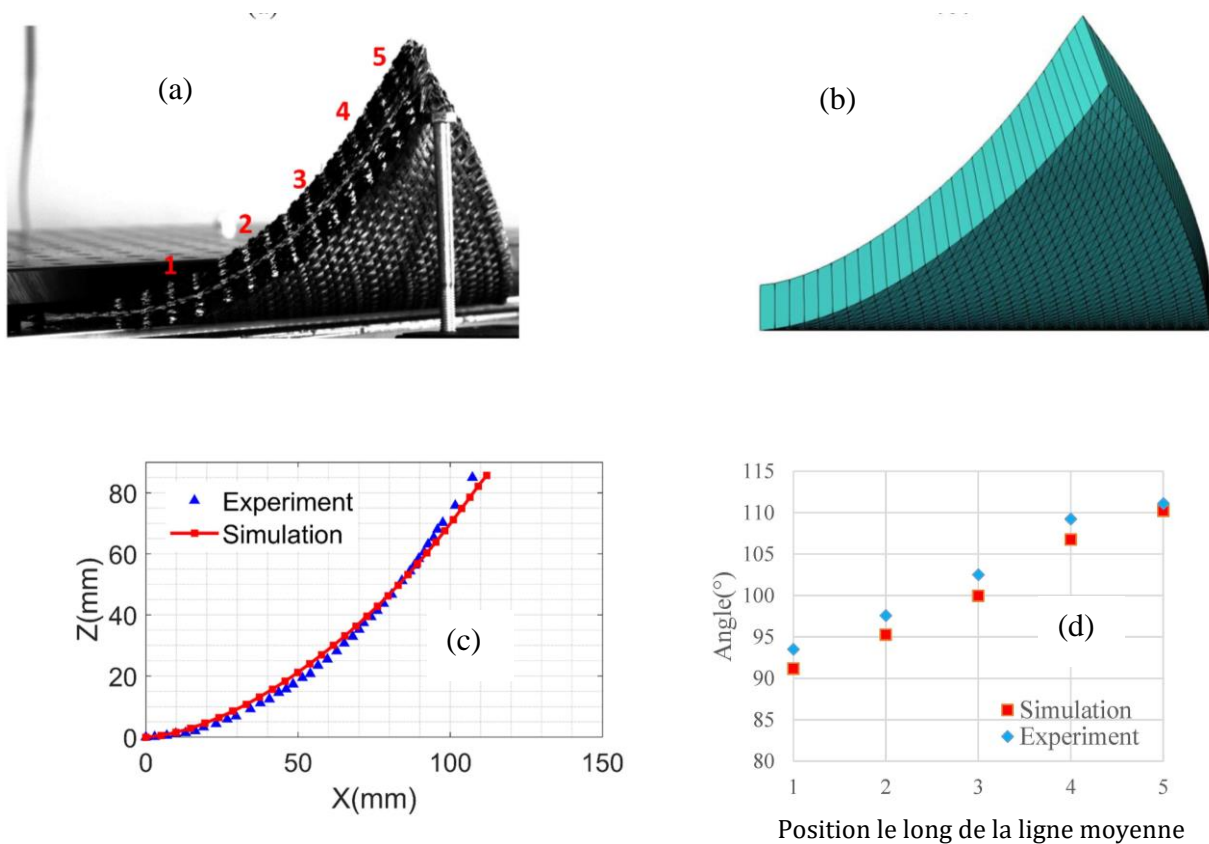 (a)
5
4
3
2
1
(b)
Z(mm)
80
60
40
20
0
Experiment
Simulation
(c)
0
50
100
150
X(mm)
Angle(°)
115
110
105
100
95
90
85
80
(d)
Simulation
Experiment
1
2
3
4
5
Position le long de la ligne moyenne